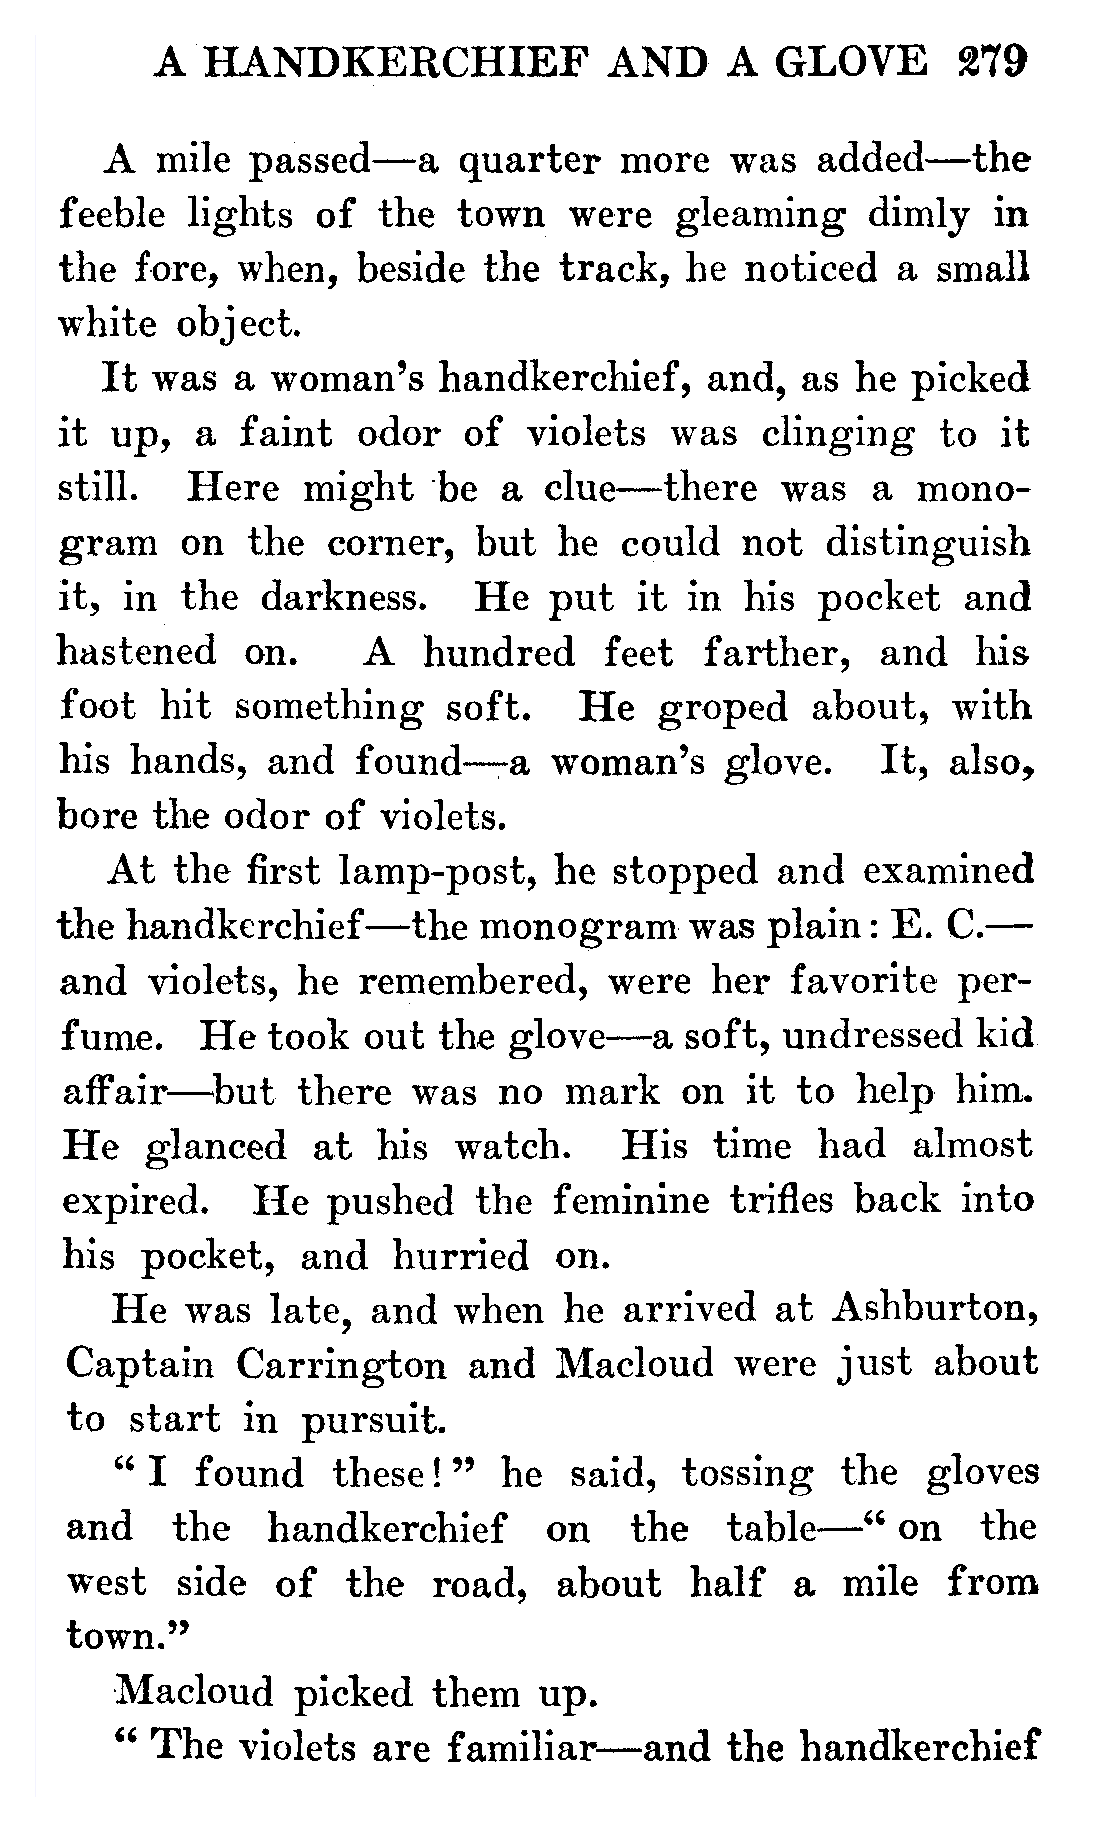 A HANDKERCHIEF AND A GLOVE 279
A mile passed—a quarter more was added—the
feeble lights of the town were gleaming dimly in
the fore, when, beside the track, he noticed a small
white object.
It was a woman's handkerchief, and, as he picked
it up, a faint odor of violets was clinging to it
still. Here might be a clue—there was a mono-
gram on the corner, but he could not distinguish
it, in the darkness. He put it in his pocket and
hastened on. A hundred feet farther, and his
foot hit something soft. He groped about, with
his hands, and found—a woman's glove. It, also,
bore the odor of violets.
At the first lamp-post, he stopped and examined
the handkerchief—the monogram was plain: E. C.—
and violets, he remembered, were her favorite per-
fume. He took out the glove—a soft, undressed kid
affair—but there was no mark on it to help him.
He glanced at his watch. His time had almost
expired. He pushed the feminine trifles back into
his pocket, and hurried on.
He was late, and when he arrived at Ashburton,
Captain Carrington and Macloud were just about
to start in pursuit.
“ I found these! ” he said, tossing the gloves
and the handkerchief on the table—“ on the
west side of the road, about half a mile from
town.”
Macloud picked them up.
“ The violets are familiar—and the handkerchief